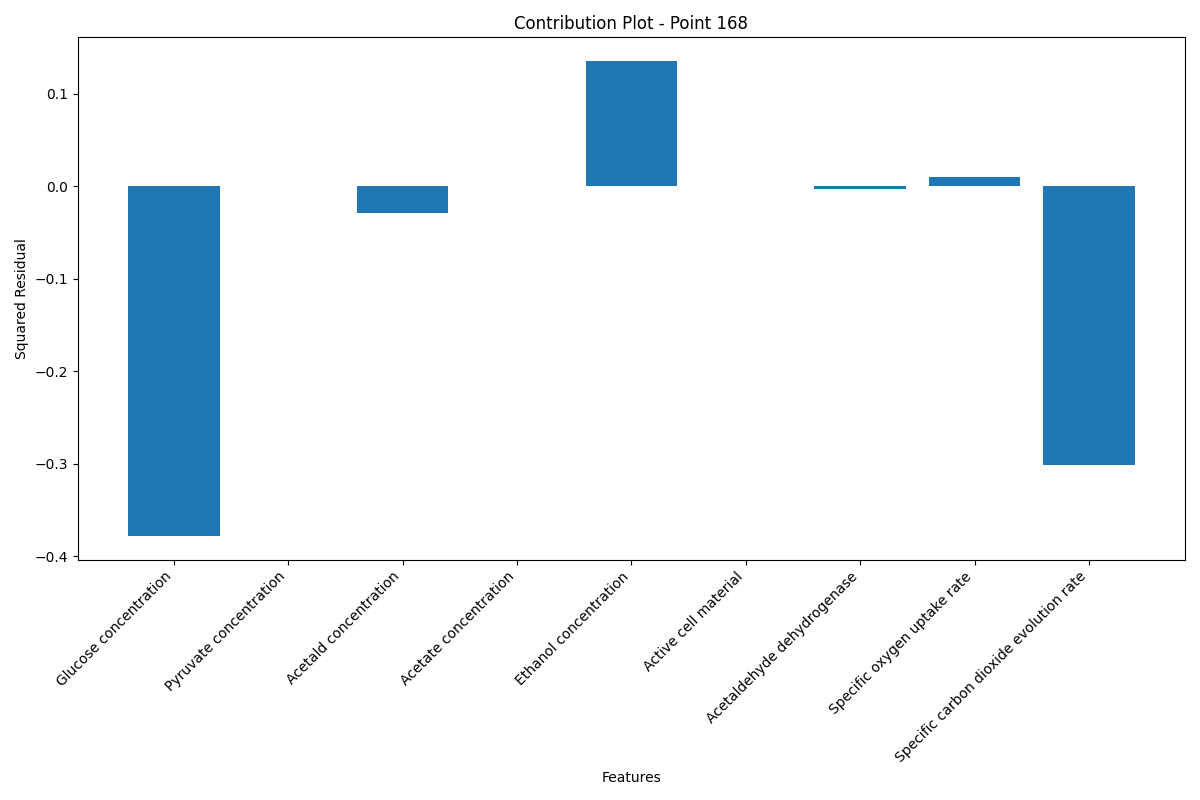 Contribution Plot - Point 168
0.1
0.0
−0.1
−0.2
−0.3
−0.4
Squared Residual
Glucose concentration
Pyruvate concentration
Acetald concentration
Acetate concentration
Ethanol concentration
Active cell material
Acetaldehyde dehydrogenase
Specific oxygen uptake rate
Specific carbon dioxide evolution rate
Features